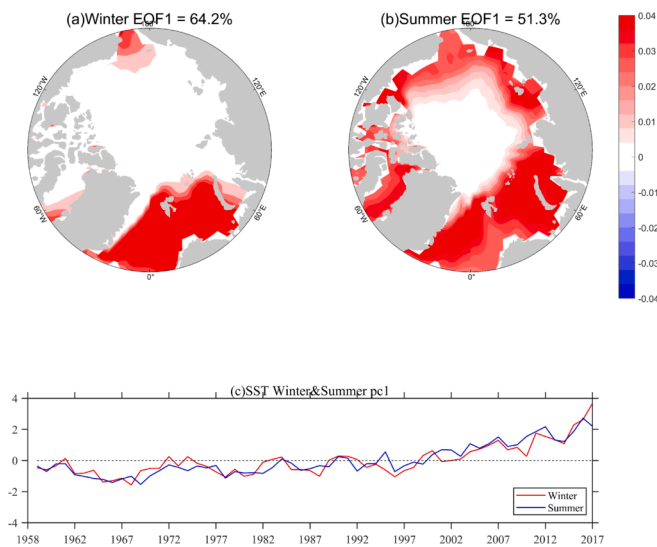 (a)Winter EOF1 = 64.2%
(b)Summer EOF1 = 51.3%
180
180
120°W
120°E
120°W
120°E
60°W
60°E
60°W
60°E
0°
0°
0.04
0.03
0.02
0.01
0
-0.01
-0.02
-0.03
-0.04
(c)SST Winter&Summer pc1
4
2
0
-2
-4
Winter
Summer
1958 1962 1967 1972 1977 1982 1987 1992 1997 2002 2007 2012 2017